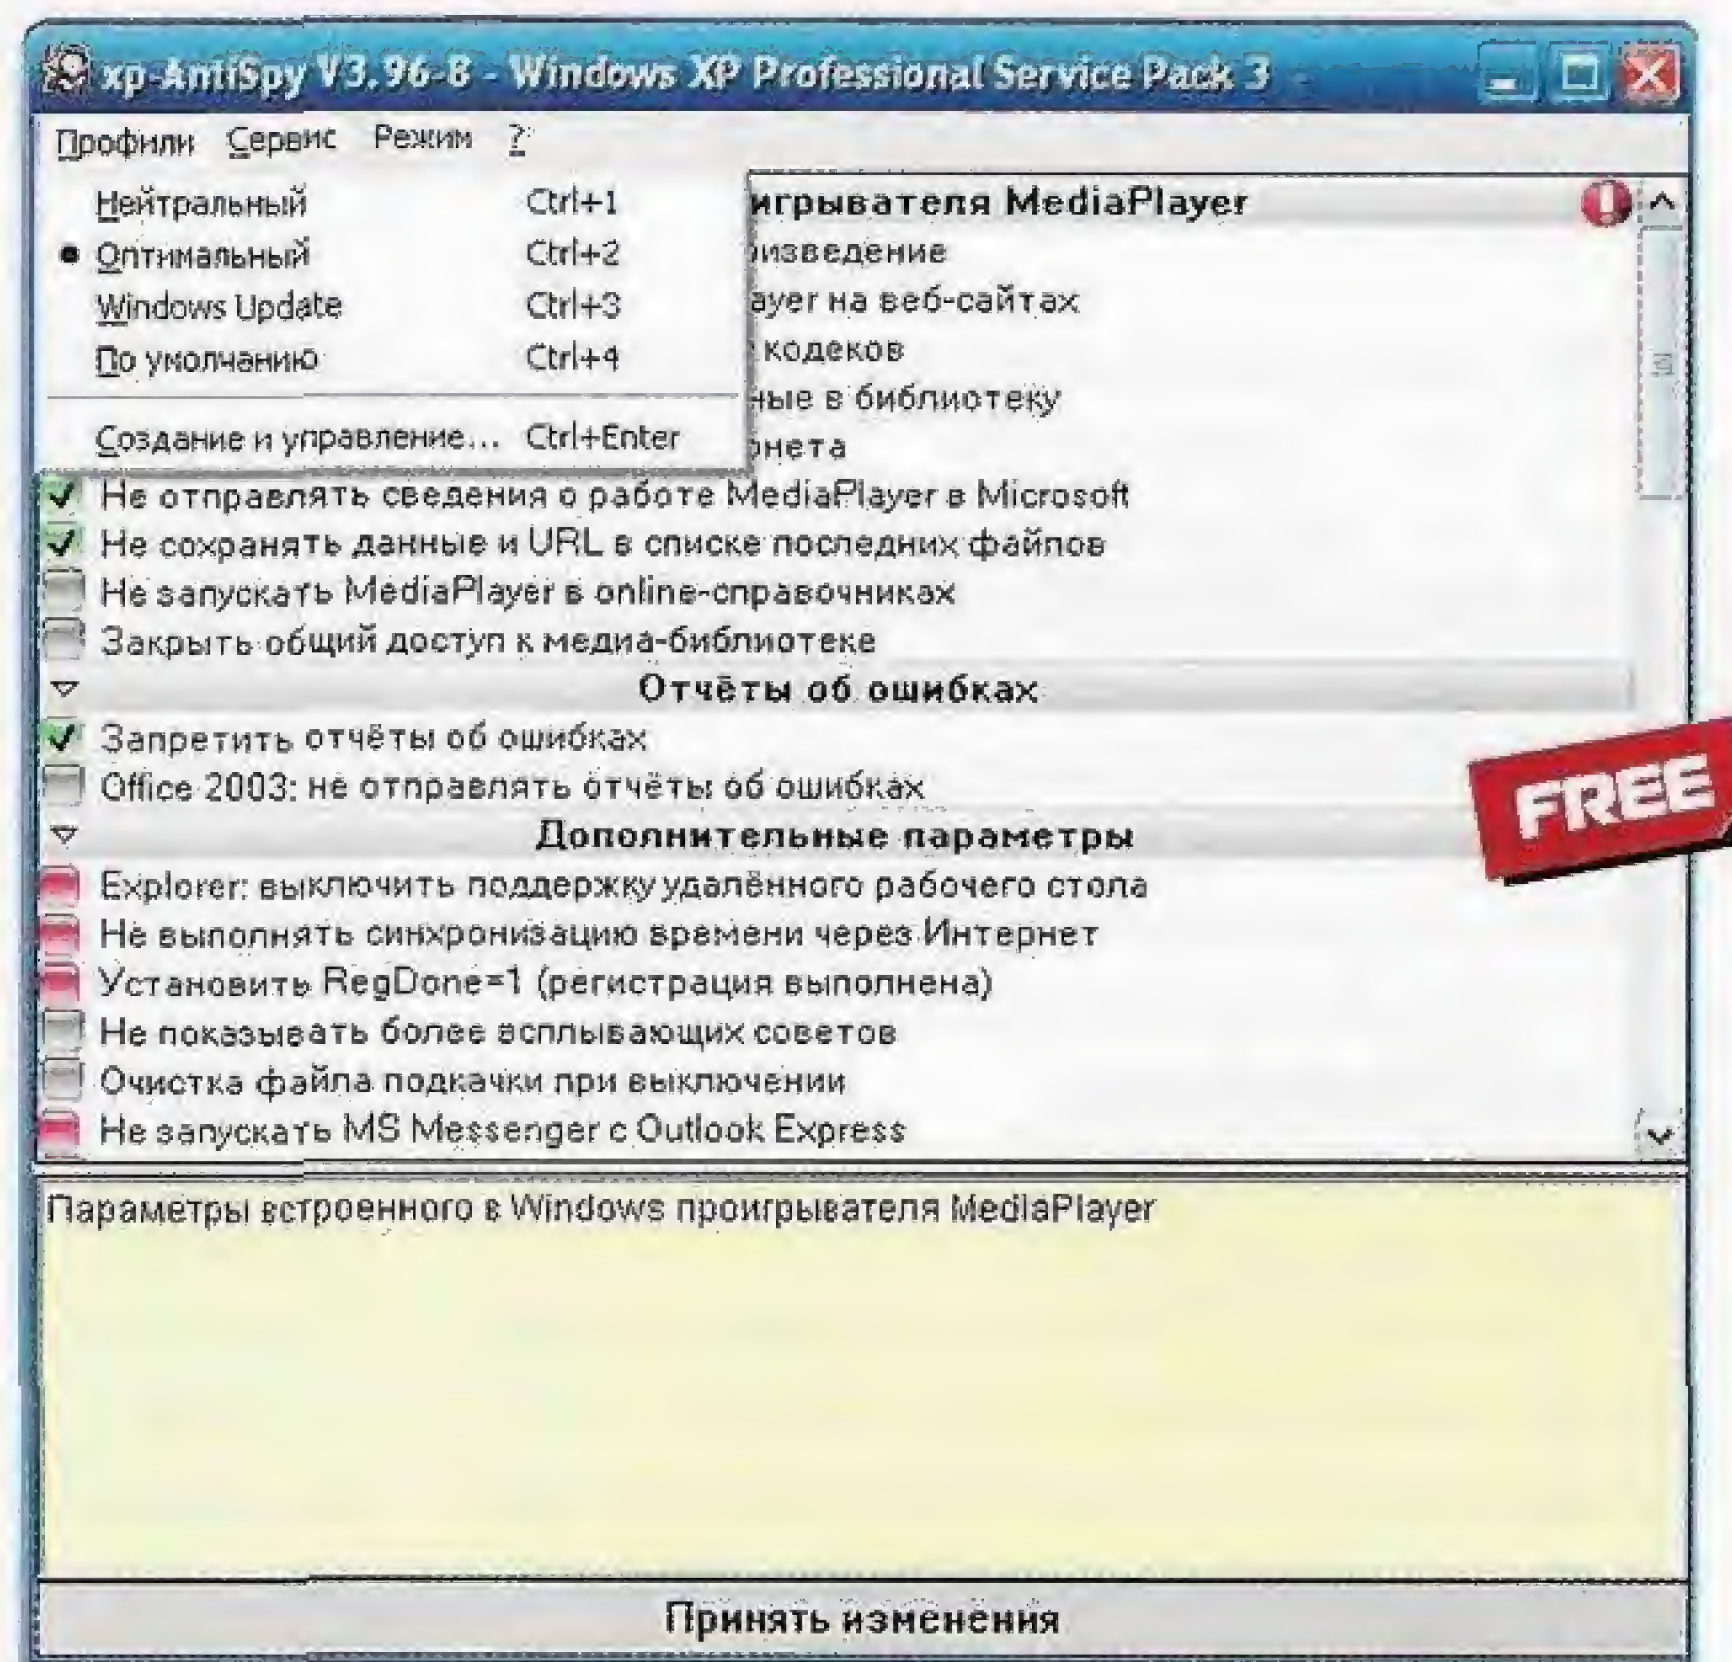 xp-AntiSpy V3.96-8 - Windows XP Professional Service Pack 3
Профили Сервис Режим ?
Нейтральный Ctrl+1
Оптимальный Ctrl+2
Windows Update Ctrl+3
По умолчанию Ctrl+4
Создание и управление... Ctrl+Enter
игрывателя MediaPlayer
изведение
ayer на веб-сайтах
кодеков
ные в библиотеку
рнета
Не отправлять сведения о работе MediaPlayer в Microsoft
Не сохранять данные и URL в списке последних файлов
Не запускать MediaPlayer в online-справочниках
Закрыть общий доступ к медиа-библиотеке
Отчёты об ошибках
Запретить отчёты об ошибках
Office 2003: не отправлять отчёты об ошибках
FREE
Дополнительные параметры
Explorer: выключить поддержку удалённого рабочего стола
Не выполнять синхронизацию времени через Интернет
Установить RegDone=1 (регистрация выполнена)
Не показывать более всплывающих советов
Очистка файла подкачки при выключении
Не запускать MS Messenger с Outlook Express
Параметры встроенного в Windows проигрывателя MediaPlayer
Принять изменения